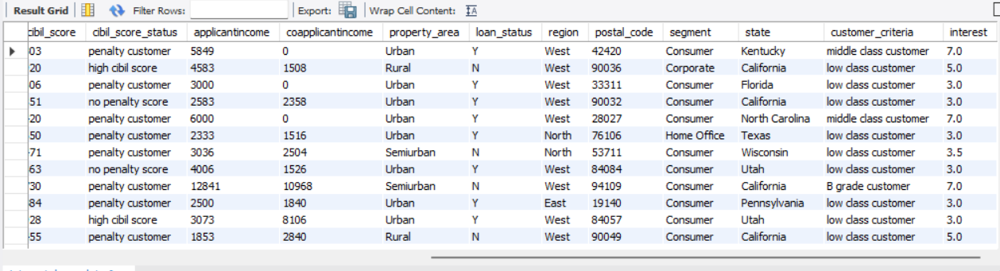 Result Grid Filter Rows: Export: Wrap Cell Content: IA
cibil_score cibil_score_status applicantincome coapplicantincome property_area loan_status region postal_code segment state customer_criteria interest
03 penalty customer 5849 0 Urban Y West 42420 Consumer Kentucky middle class customer 7.0
20 high cibil score 4583 1508 Rural N West 90036 Corporate California low class customer 5.0
06 penalty customer 3000 0 Urban Y West 33311 Consumer Florida low class customer 3.0
51 no penalty score 2583 2358 Urban Y West 90032 Consumer California low class customer 3.0
20 penalty customer 6000 0 Urban Y West 28027 Consumer North Carolina middle class customer 7.0
50 penalty customer 2333 1516 Urban Y North 76106 Home Office Texas low class customer 3.0
71 penalty customer 3036 2504 Semiurban N North 53711 Consumer Wisconsin low class customer 3.5
63 no penalty score 4006 1526 Urban Y West 84084 Consumer Utah low class customer 3.0
30 penalty customer 12841 10968 Semiurban N West 94109 Consumer California B grade customer 7.0
84 penalty customer 2500 1840 Urban Y East 19140 Consumer Pennsylvania low class customer 3.0
28 high cibil score 3073 8106 Urban Y West 84057 Consumer Utah low class customer 3.0
55 penalty customer 1853 2840 Rural N West 90049 Consumer California low class customer 5.0